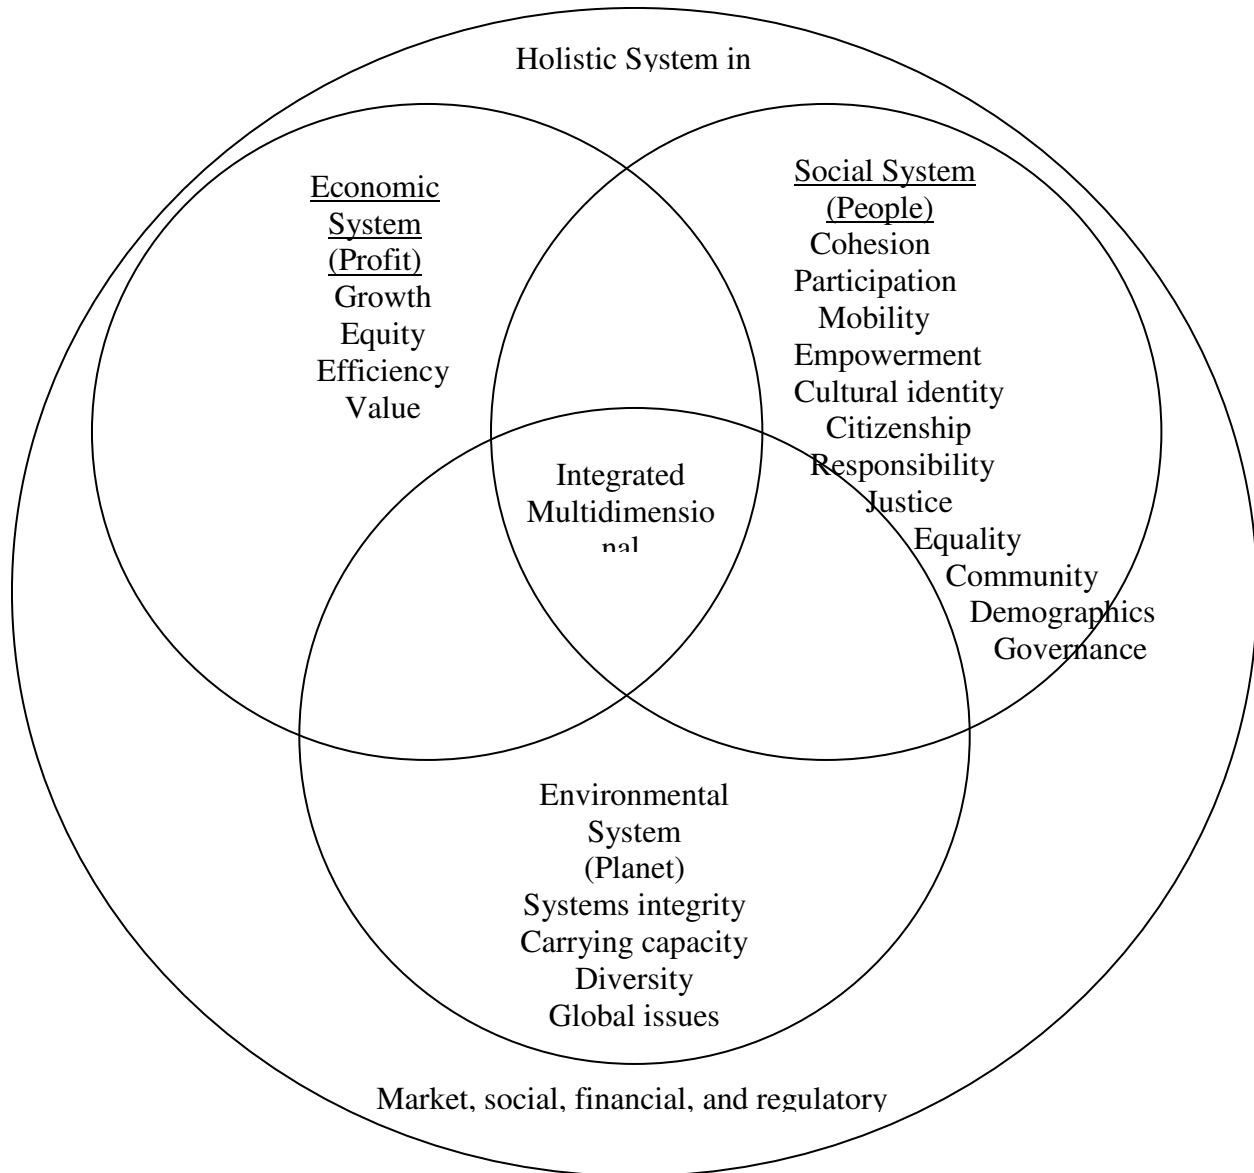 Holistic System in
Economic
System
(Profit)
Growth
Equity
Efficiency
Value
Social System
(People)
Cohesion
Participation
Mobility
Empowerment
Cultural identity
Citizenship
Responsibility
Justice
Equality
Community
Demographics
Governance
Integrated
Multidimensio
nal
Environmental
System
(Planet)
Systems integrity
Carrying capacity
Diversity
Global issues
Market, social, financial, and regulatory